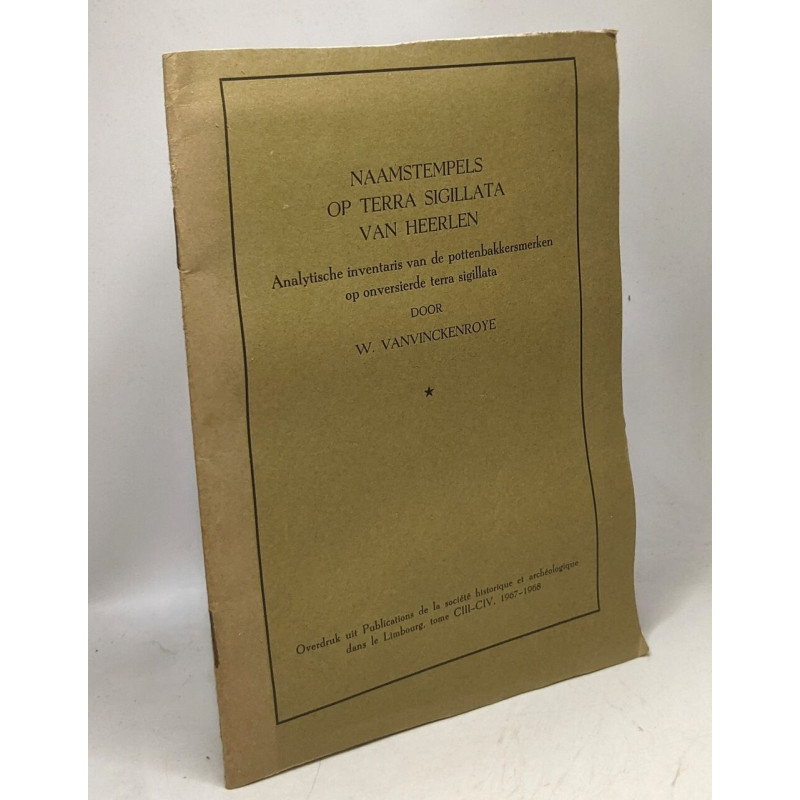 NAAMSTEMPELS
OP TERRA SIGILLATA
VAN HEERLEN
Analytische inventaris van de pottenbakkersmerken
op onversierde terra sigillata
DOOR
W. VANVINCKENROYE
★
Overdruk uit Publications de la société historique et archéologique
dans le Limbourg, tome CIII-CIV, 1967-1968